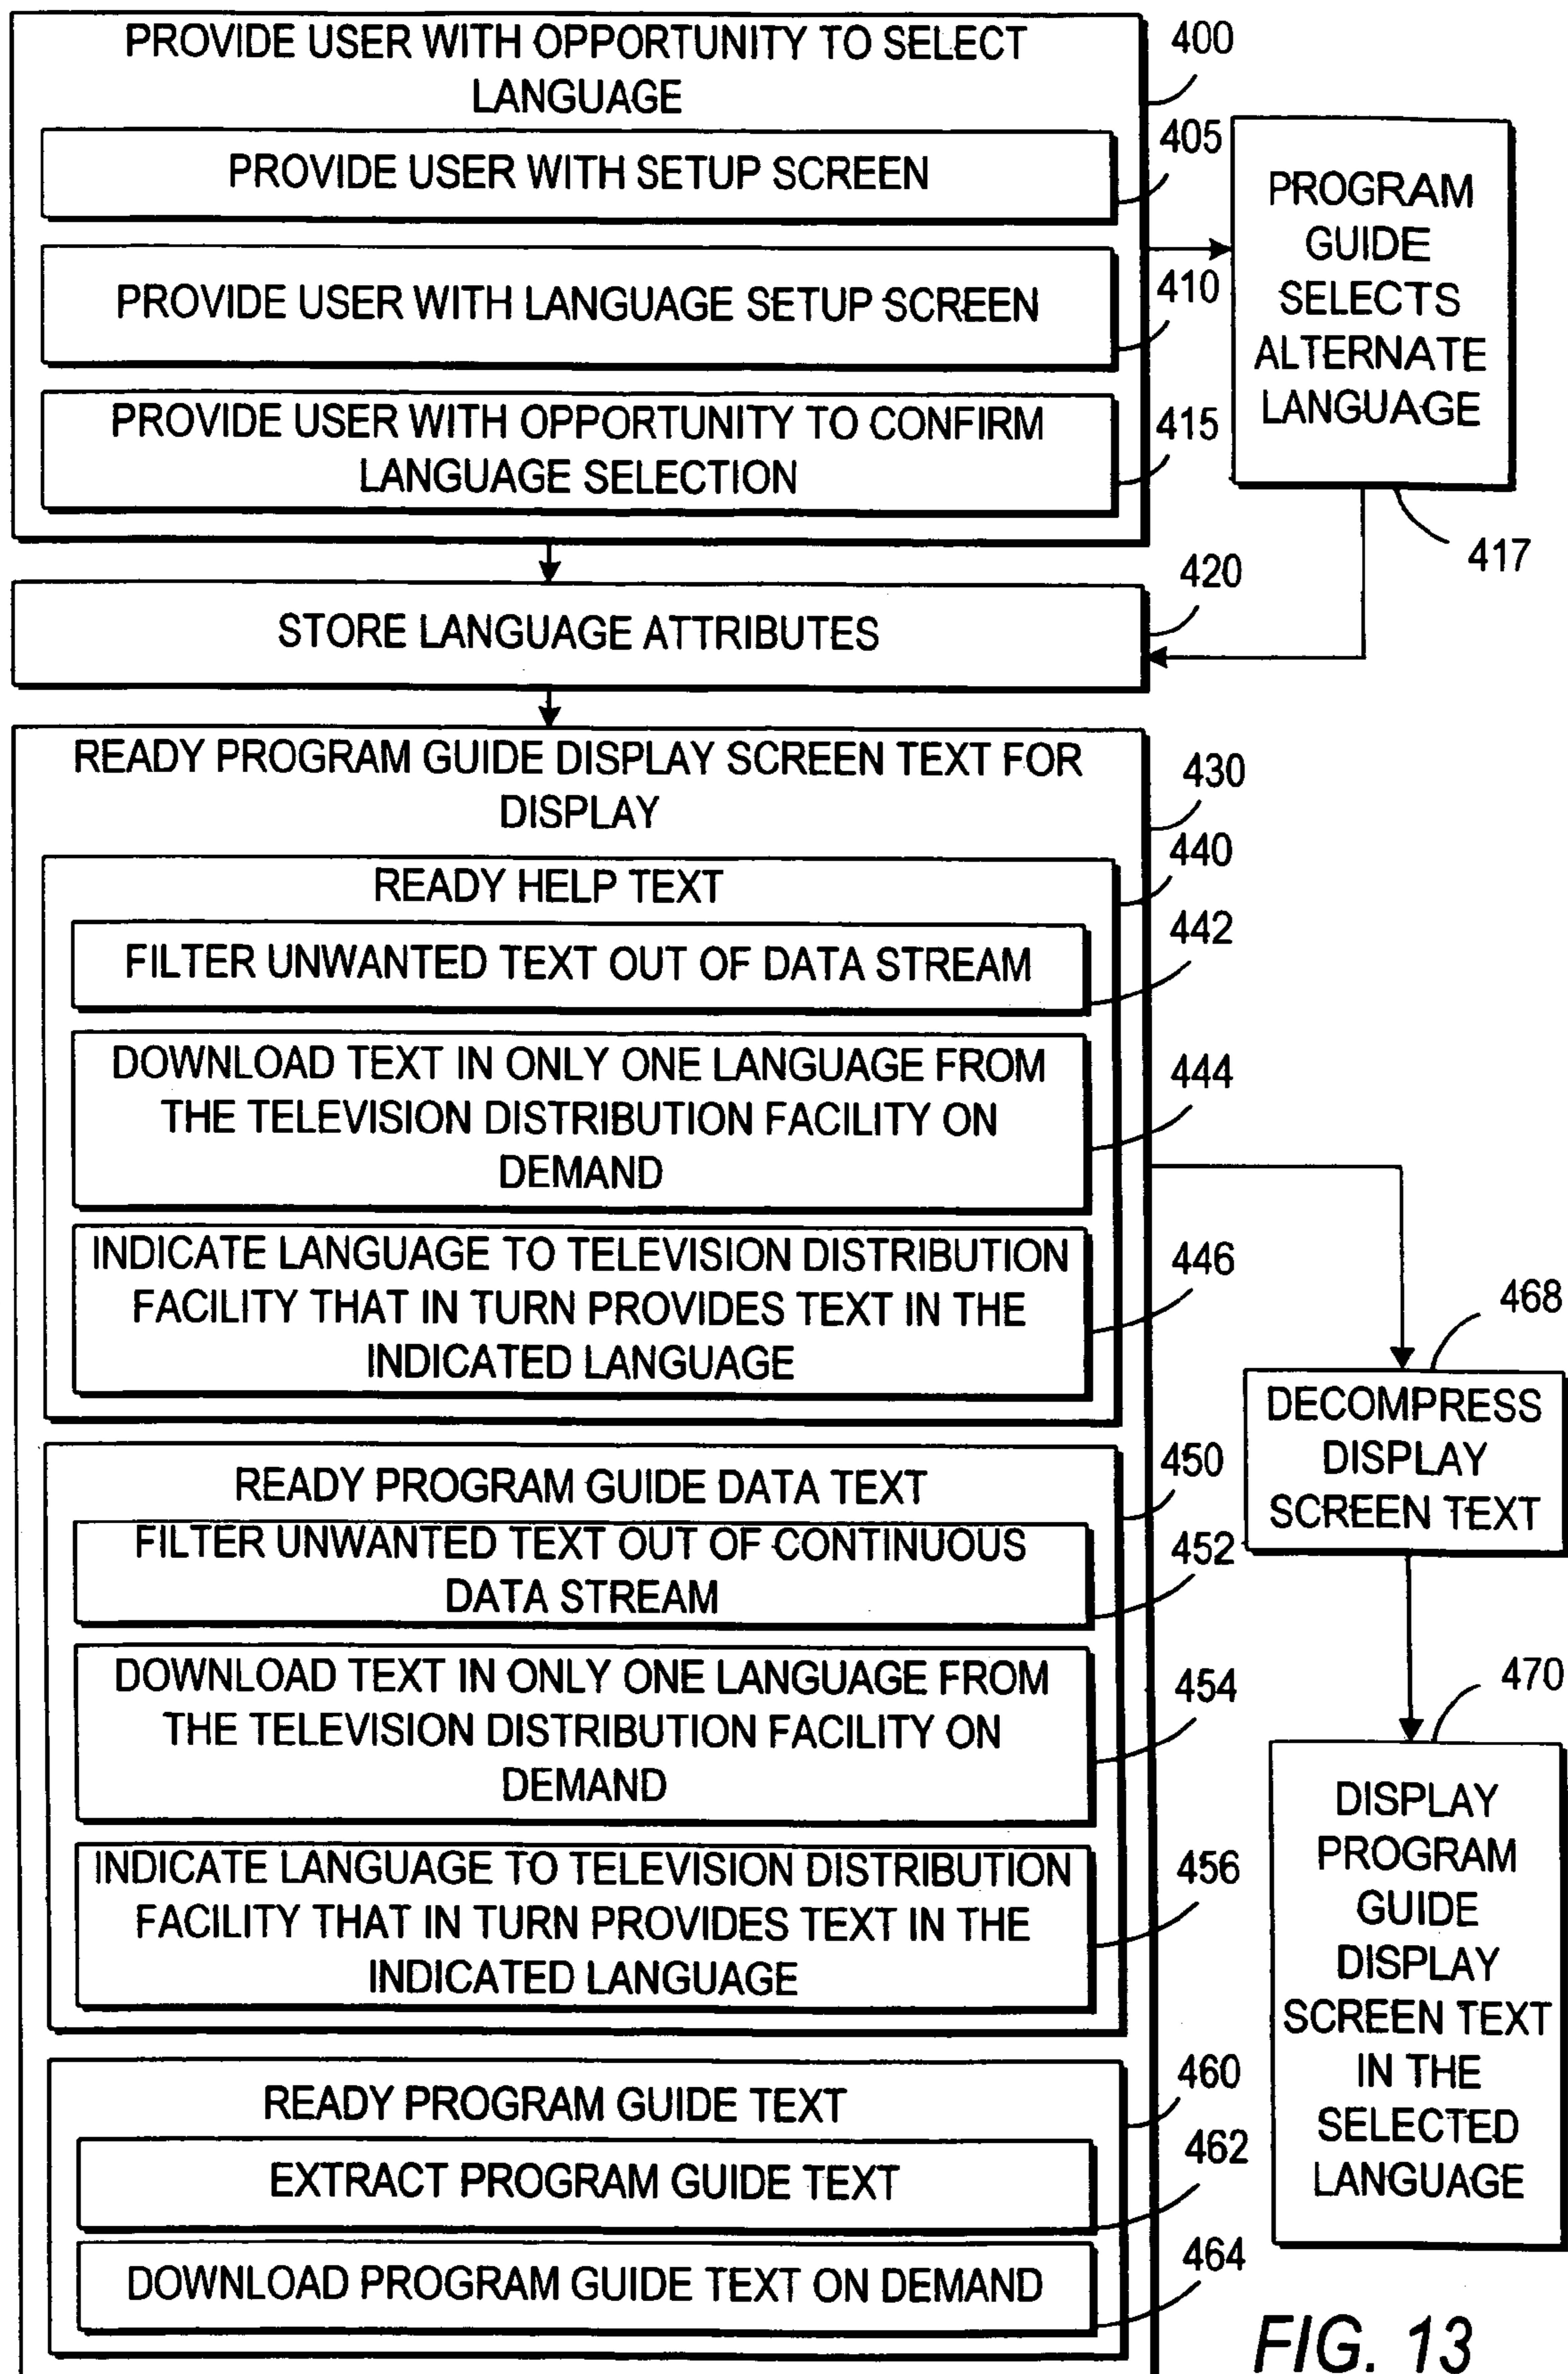 PROVIDE USER WITH OPPORTUNITY TO SELECT
LANGUAGE
400
PROVIDE USER WITH SETUP SCREEN
405
PROVIDE USER WITH LANGUAGE SETUP SCREEN
410
PROVIDE USER WITH OPPORTUNITY TO CONFIRM
LANGUAGE SELECTION
415
PROGRAM
GUIDE
SELECTS
ALTERNATE
LANGUAGE
417
STORE LANGUAGE ATTRIBUTES
420
READY PROGRAM GUIDE DISPLAY SCREEN TEXT FOR
DISPLAY
430
READY HELP TEXT
440
FILTER UNWANTED TEXT OUT OF DATA STREAM
442
DOWNLOAD TEXT IN ONLY ONE LANGUAGE FROM
THE TELEVISION DISTRIBUTION FACILITY ON
DEMAND
444
INDICATE LANGUAGE TO TELEVISION DISTRIBUTION
FACILITY THAT IN TURN PROVIDES TEXT IN THE
INDICATED LANGUAGE
446
READY PROGRAM GUIDE DATA TEXT
450
FILTER UNWANTED TEXT OUT OF CONTINUOUS
DATA STREAM
452
DOWNLOAD TEXT IN ONLY ONE LANGUAGE FROM
THE TELEVISION DISTRIBUTION FACILITY ON
DEMAND
454
INDICATE LANGUAGE TO TELEVISION DISTRIBUTION
FACILITY THAT IN TURN PROVIDES TEXT IN THE
INDICATED LANGUAGE
456
READY PROGRAM GUIDE TEXT
460
EXTRACT PROGRAM GUIDE TEXT
462
DOWNLOAD PROGRAM GUIDE TEXT ON DEMAND
464
468
DECOMPRESS
DISPLAY
SCREEN TEXT
470
DISPLAY
PROGRAM
GUIDE
DISPLAY
SCREEN TEXT
IN THE
SELECTED
LANGUAGE
FIG. 13